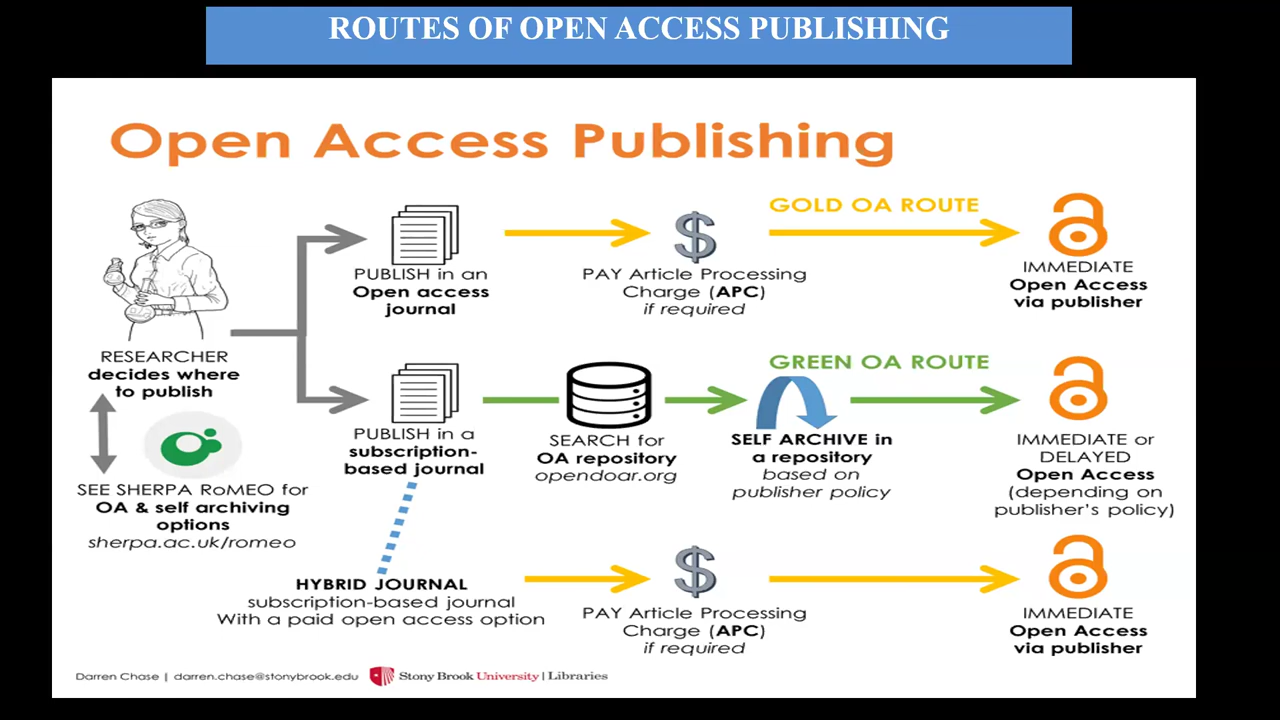 ROUTES OF OPEN ACCESS PUBLISHING
Open Access Publishing
RESEARCHER
decides where
to publish
SEE SHERPA RoMEO for
OA & self archiving
options
sherpa.ac.uk/romeo
PUBLISH in an
Open access
journal
PAY Article Processing
Charge (APC)
if required
GOLD OA ROUTE
IMMEDIATE
Open Access
via publisher
PUBLISH in a
subscription-
based journal
SEARCH for
OA repository
opendoar.org
GREEN OA ROUTE
SELF ARCHIVE in
a repository
based on
publisher policy
IMMEDIATE or
DELAYED
Open Access
(depending on
publisher's policy)
HYBRID JOURNAL
subscription-based journal
With a paid open access option
PAY Article Processing
Charge (APC)
if required
IMMEDIATE
Open Access
via publisher
Darren Chase | darren.chase@stonybrook.edu
Stony Brook University | Libraries